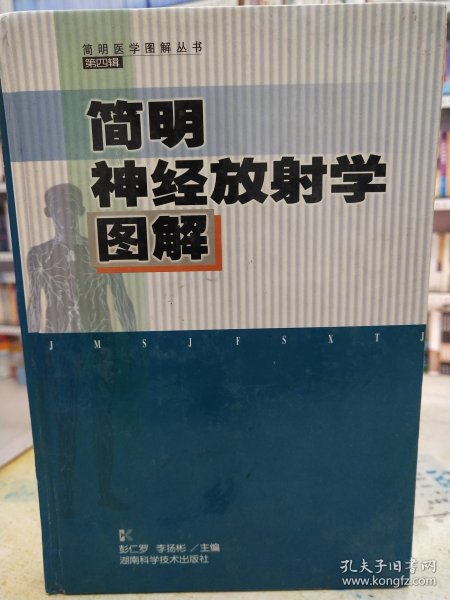 简明医学图解丛书
第四辑
简明
神经放射学
图解
J M S J F S X T J
彭仁罗 李扬彬／主编
湖南科学技术出版社
孔夫子旧书网
www.kongfz.com